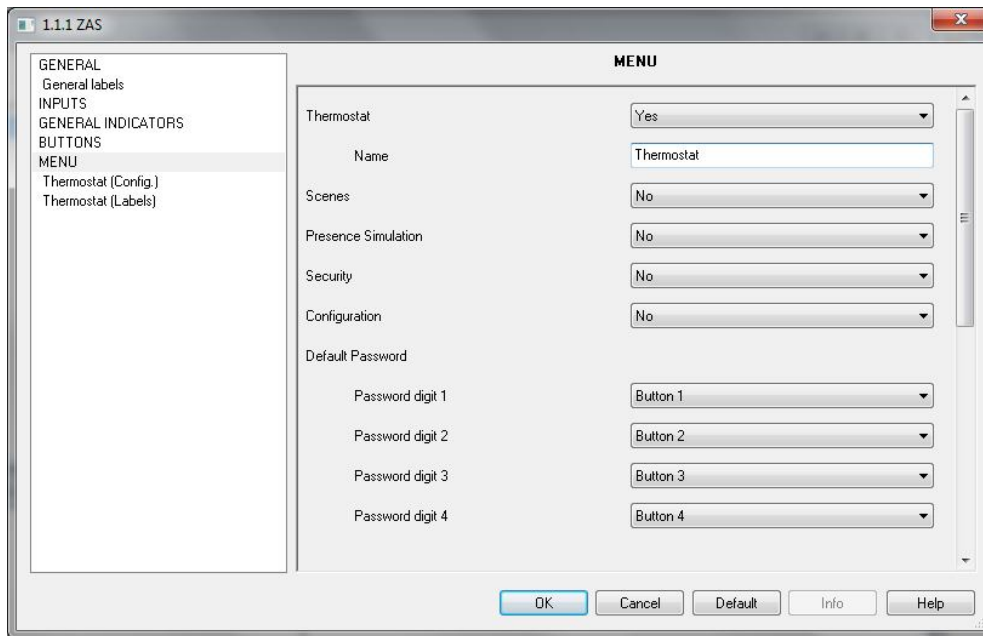 1.1.1 ZAS
GENERAL
General labels
INPUTS
GENERAL INDICATORS
BUTTONS
MENU
Thermostat (Config.)
Thermostat (Labels)
MENU
Thermostat Yes
Name Thermostat
Scenes No
Presence Simulation No
Security No
Configuration No
Default Password
Password digit 1 Button 1
Password digit 2 Button 2
Password digit 3 Button 3
Password digit 4 Button 4
OK Cancel Default Info Help